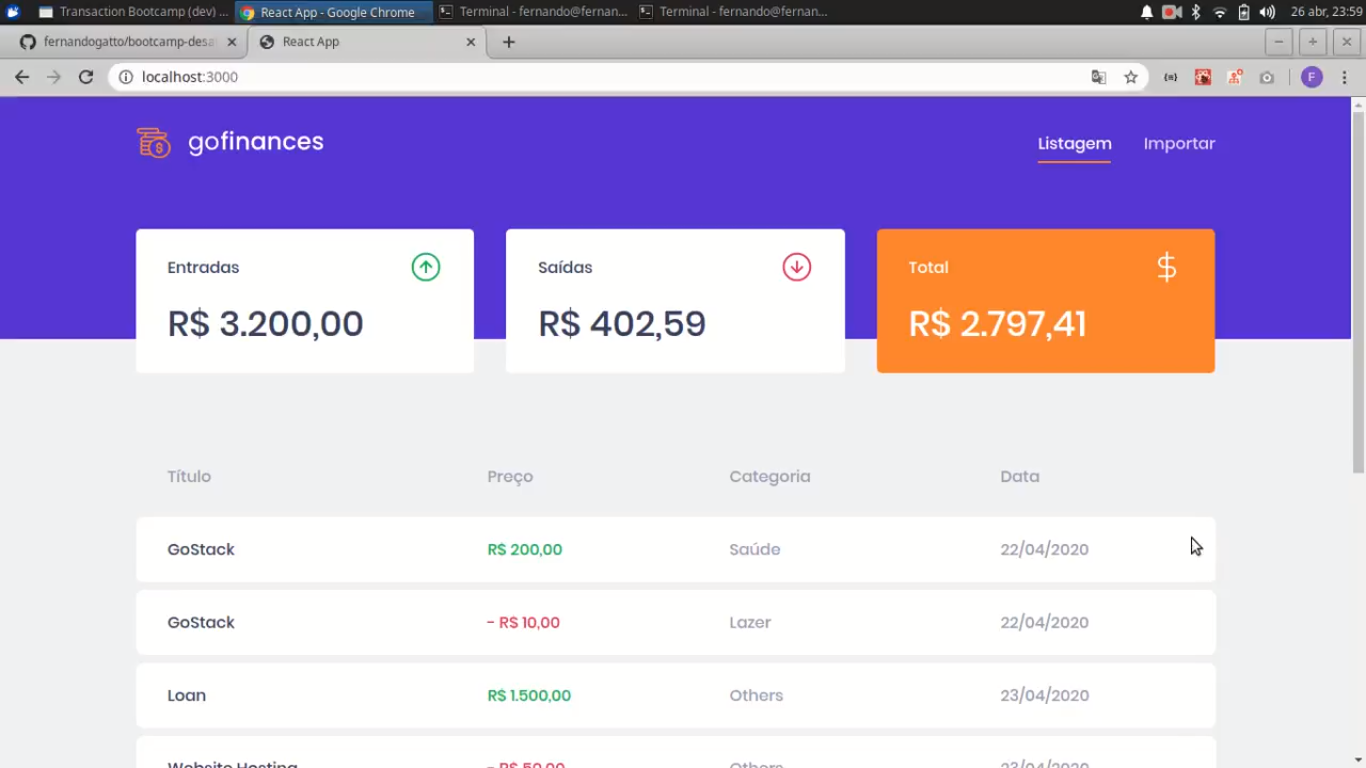 Transaction Bootcamp (dev) ...
React App - Google Chrome
Terminal - fernando@fernan...
Terminal - fernando@fernan...
26 abr, 23:59
fernandogatto/bootcamp-desa
React App
localhost:3000
F
gofinances
Listagem
Importar
Entradas
Saídas
Total
$
R$ 3.200,00
R$ 402,59
R$ 2.797,41
Título
Preço
Categoria
Data
GoStack
R$ 200,00
Saúde
22/04/2020
GoStack
- R$ 10,00
Lazer
22/04/2020
Loan
R$ 1.500,00
Others
23/04/2020
Website Hosting
- R$ 50,00
Others
23/04/2020